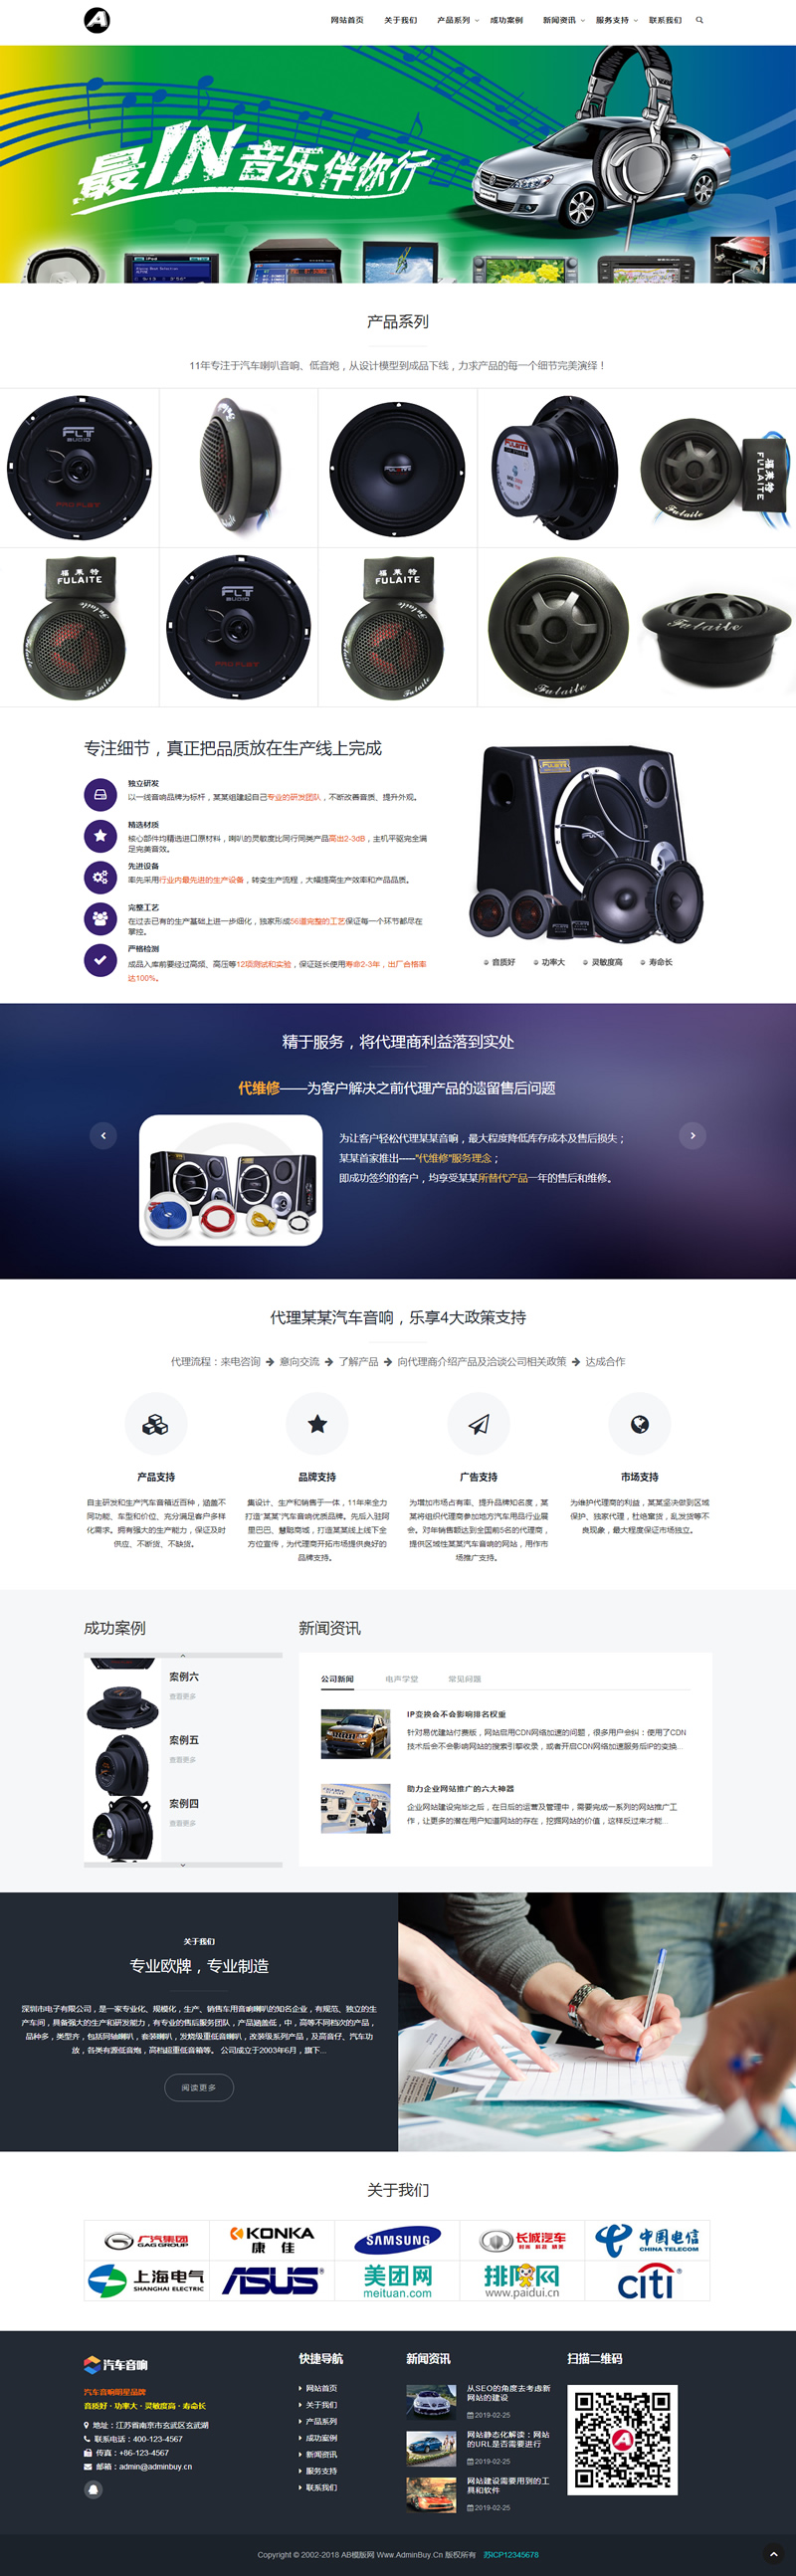 网站首页 关于我们 产品系列 成功案例 新闻资讯 服务支持 联系我们
最IN音乐伴你行
产品系列
11年专注于汽车喇叭音响、低音炮，从设计模型到成品下线，力求产品的每一个细节完美演绎！
FLT
AUDIO
PRO FLET
Fulaite
FULAITE
福莱特
FULAITE
Fulaite
福莱特
FULAITE
Fulaite
FLT
AUDIO
PRO FLET
福莱特
FULAITE
Fulaite
Fulaite
Fulaite
专注细节，真正把品质放在生产线上完成
独立研发
以一线音响品牌为标杆，某某组建起自己专业的研发团队，不断改善音质、提升外观。
精选材质
核心部件均精选进口原材料，喇叭的灵敏度比同行同类产品高出2-3dB，主机平驱完全满
足完美音效。
先进设备
率先采用行业内最先进的生产设备，转变生产流程，大幅提高生产效率和产品品质。
完整工艺
在过去已有的生产基础上进一步细化，独家形成56道完整的工艺保证每一个环节都尽在
掌控。
严格检测
成品入库前要经过高频、高压等12项测试和实验，保证延长使用寿命2-3年，出厂合格率
达100%。
音质好 功率大 灵敏度高 寿命长
精于服务，将代理商利益落到实处
代维修——为客户解决之前代理产品的遗留售后问题
为让客户轻松代理某某音响，最大程度降低库存成本及售后损失；
某某首家推出——"代维修"服务理念；
即成功签约的客户，均享受某某所替代产品一年的售后和维修。
代理某某汽车音响，乐享4大政策支持
代理流程：来电咨询 → 意向交流 → 了解产品 → 向代理商介绍产品及洽谈公司相关政策 → 达成合作
产品支持
自主研发和生产汽车音箱近百种，涵盖不
同功能、车型和价位、充分满足客户多样
化需求。拥有强大的生产能力，保证及时
供应、不断货、不缺货。
品牌支持
集设计、生产和销售于一体，11年来全力
打造"某某"汽车音响优质品牌。先后入驻阿
里巴巴、慧聪商城，打造某某线上线下全
方位宣传，为代理商开拓市场提供良好的
品牌支持。
广告支持
为增加市场占有率、提升品牌知名度，某
某将组织代理商参加地方汽车用品行业展
会。对年销售额达到全国前5名的代理商，
提供区域性某某汽车音响的网站，用作市
场推广支持。
市场支持
为维护代理商的利益，某某坚决做到区域
保护、独家代理，杜绝窜货，乱发货等不
良现象，最大程度保证市场独立。
成功案例
案例六
查看更多
案例五
查看更多
案例四
查看更多
新闻资讯
公司新闻 电声学堂 常见问题
IP变换会不会影响排名权重
针对易优建站付费版，网站启用CDN网络加速的问题，很多用户会纠：使用了CDN
技术后会不会影响网站的搜索引擎收录，或者开启CDN网络加速服务后IP的变换...
助力企业网站推广的六大神器
企业网站建设完毕之后，在日后的运营及管理中，需要完成一系列的网站推广工
作，让更多的潜在用户知道网站的存在，挖掘网站的价值，这样反过来才能...
关于我们
专业欧牌，专业制造
深圳市电子有限公司，是一家专业化、规模化，生产、销售车用音响喇叭的知名企业，有规范、独立的生
产车间，具备强大的生产和研发能力，有专业的售后服务团队，产品涵盖低，中，高等不同档次的产品，
品种多，类型齐，包括同轴喇叭，套装喇叭，发烧级重低音喇叭，改装级系列产品，及高音仔、汽车功
放，各类有源低音炮，高档超重低音箱等。 公司成立于2003年6月，旗下...
阅读更多
关于我们
广汽集团
GAG GROUP
KONKA
康佳
SAMSUNG
长城汽车
中国电信
CHINA TELECOM
上海电气
SHANGHAI ELECTRIC
ASUS
美团网
meituan.com
排队网
www.paidui.cn
citi
汽车音响
汽车音响明星品牌
音质好·功率大·灵敏度高·寿命长
地址：江苏省南京市玄武区玄武湖
联系电话：400-123-4567
传真：+86-123-4567
邮箱：admin@adminbuy.cn
快捷导航
网站首页
关于我们
产品系列
成功案例
新闻资讯
服务支持
联系我们
新闻资讯
从SEO的角度去考虑新
网站的建设
2019-02-25
网站静态化解读：网站
的URL是否需要进行
2019-02-25
网站建设需要用到的工
具和软件
2019-02-25
扫描二维码
Copyright © 2002-2018 AB模版网 Www.AdminBuy.Cn 版权所有 苏ICP12345678